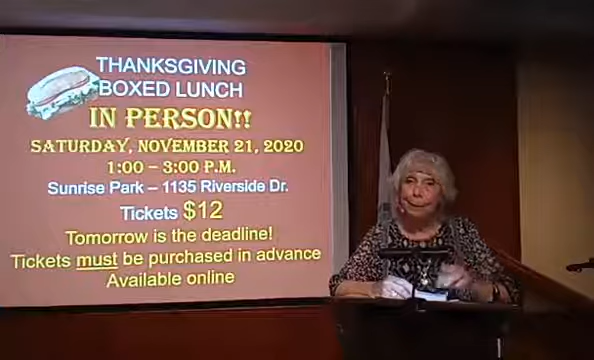 THANKSGIVING
BOXED LUNCH
IN PERSON!!
SATURDAY, NOVEMBER 21, 2020
1:00 – 3:00 P.M.
Sunrise Park – 1135 Riverside Dr.
Tickets $12
Tomorrow is the deadline!
Tickets must be purchased in advance
Available online